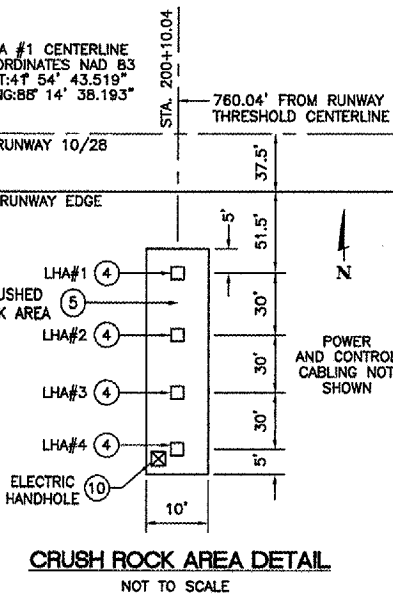 A #1 CENTERLINE
ORDINATES NAD 83
T:41° 54' 43.519"
NG:88° 14' 38.193"
STA. 200+10.04
760.04' FROM RUNWAY
THRESHOLD CENTERLINE
RUNWAY 10/28
37.5'
RUNWAY EDGE
5'
51.5'
N
LHA#1 4
USHED
K AREA 5
30'
LHA#2 4
30'
POWER
AND CONTROL
CABLING NOT
SHOWN
LHA#3 4
30'
LHA#4 4
5'
ELECTRIC
HANDHOLE 10
10'
CRUSH ROCK AREA DETAIL
NOT TO SCALE